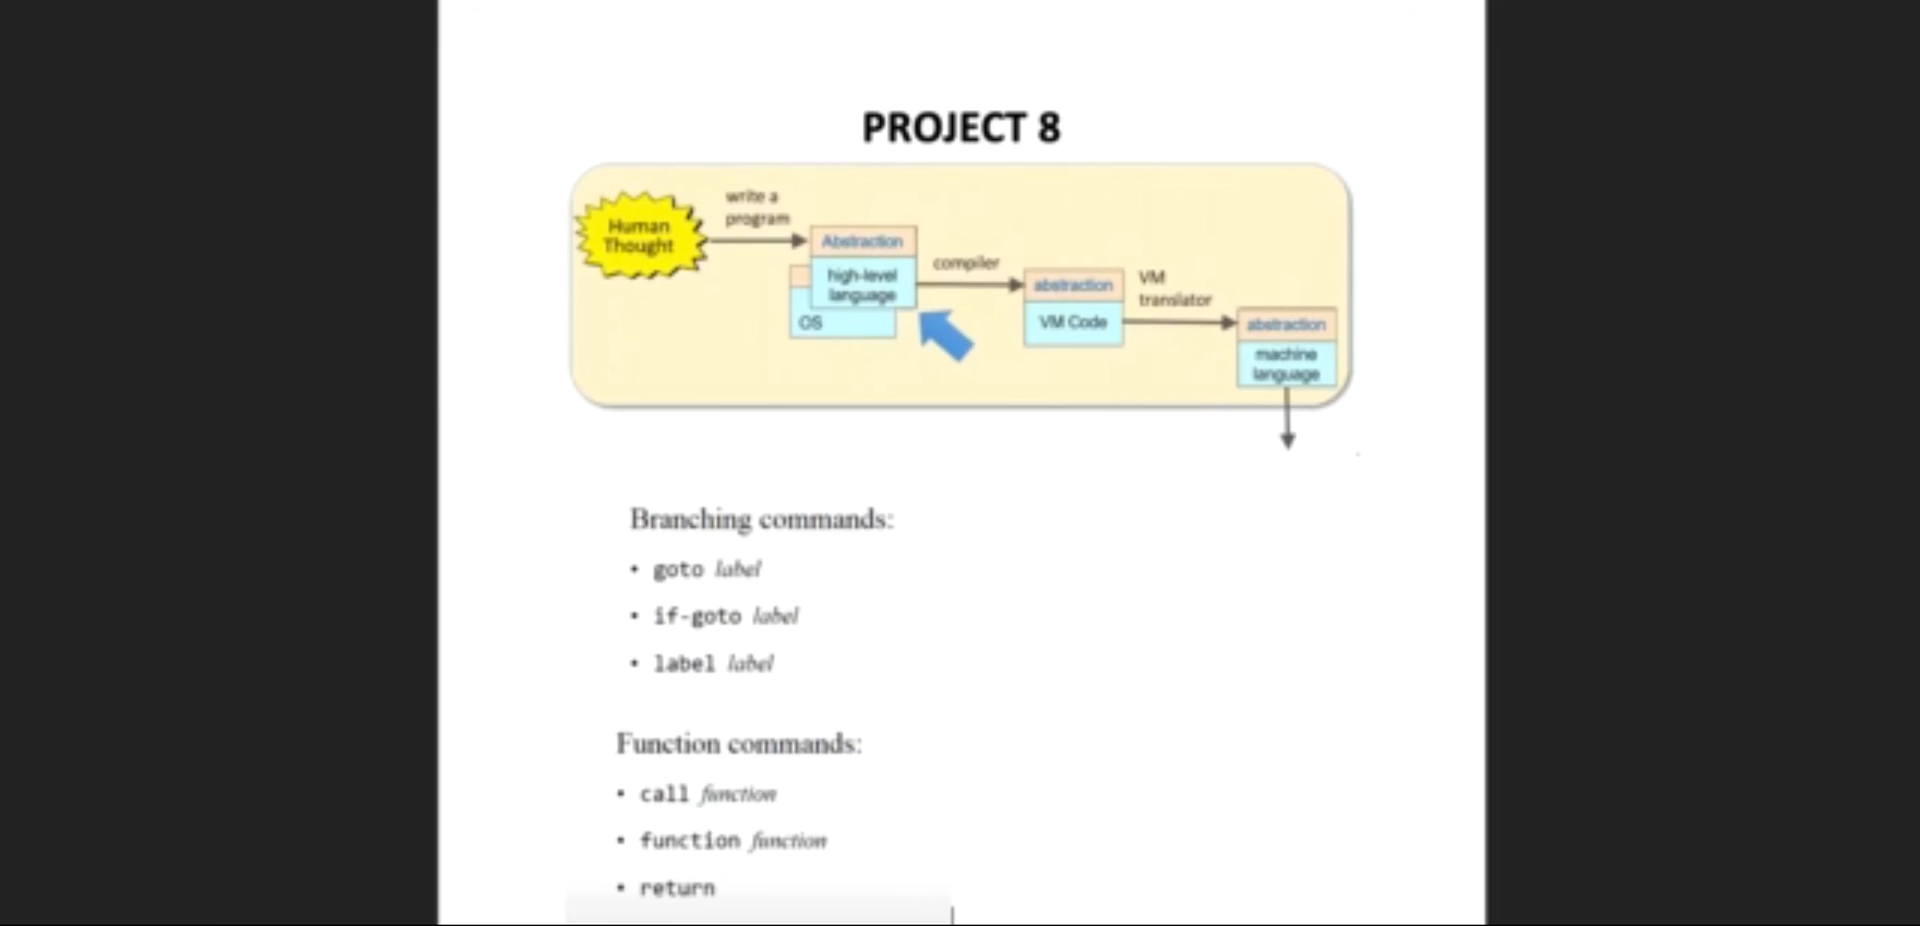 PROJECT 8
Human
Thought
write a
program
Abstraction
high-level
language
OS
compiler
abstraction
VM Code
VM
translator
abstraction
machine
language
Branching commands:
• goto label
• if-goto label
• label label
Function commands:
• call function
• function function
• return